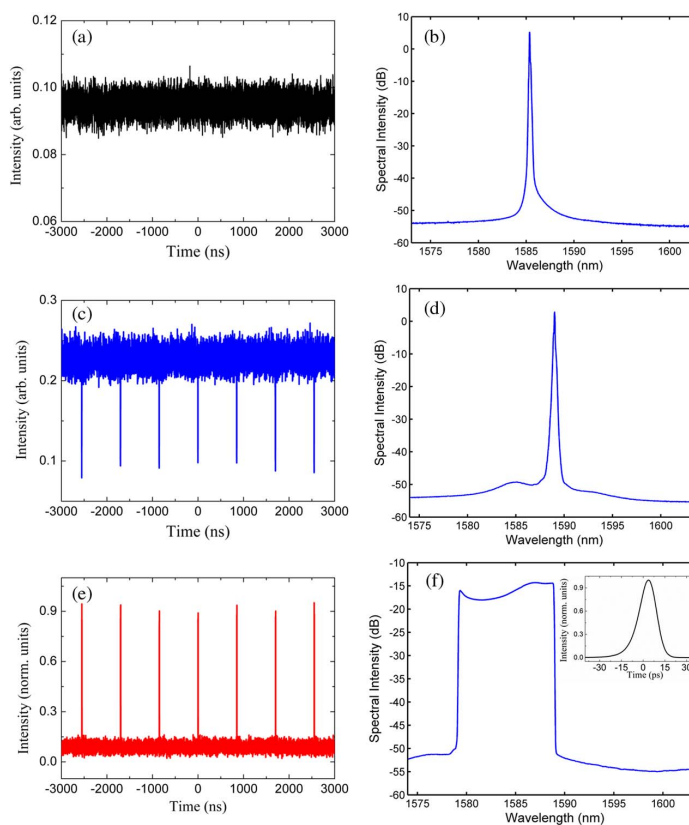 (a)
0.12
0.10
0.08
0.06
-3000 -2000 -1000 0 1000 2000 3000
Time (ns)
Intensity (arb. units)
(b)
10
0
-10
-20
-30
-40
-50
-60
1575 1580 1585 1590 1595 1600
Wavelength (nm)
Spectral Intensity (dB)
(c)
0.3
0.2
0.1
-3000 -2000 -1000 0 1000 2000 3000
Time (ns)
Intensity (arb. units)
(d)
10
0
-10
-20
-30
-40
-50
-60
1575 1580 1585 1590 1595 1600
Wavelength (nm)
Spectral Intensity (dB)
(e)
0.9
0.6
0.3
0.0
-3000 -2000 -1000 0 1000 2000 3000
Time (ns)
Intensity (norm. units)
(f)
-10
-15
-20
-25
-30
-35
-40
-45
-50
-55
-60
1575 1580 1585 1590 1595 1600
Wavelength (nm)
Spectral Intensity (dB)
0.9
0.6
0.3
0.0
-30 -15 0 15 30
Time (ps)
Intensity (norm. units)